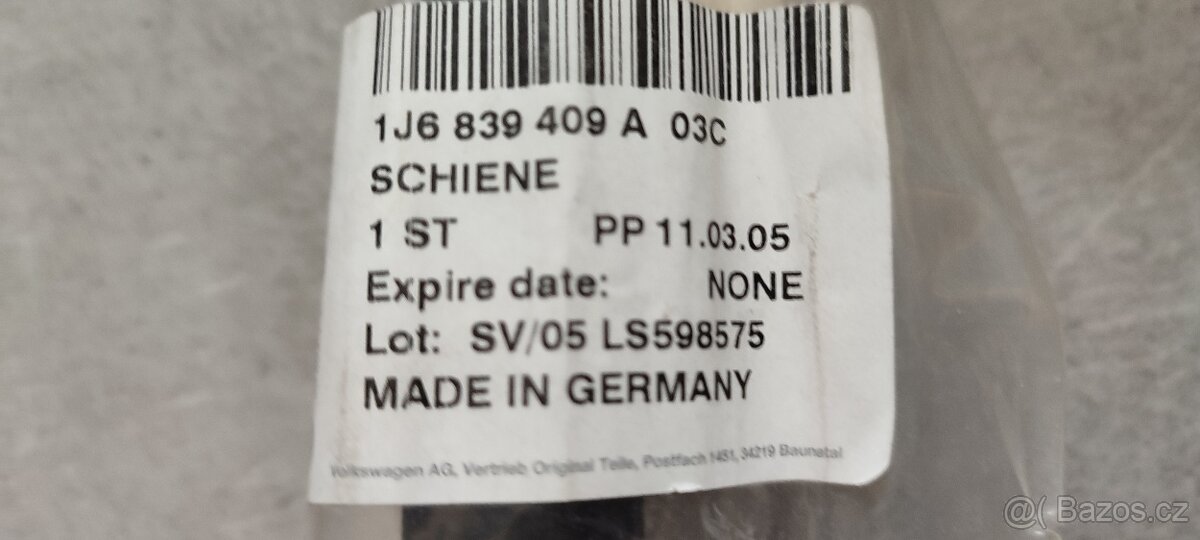 1J6 839 409 A 03C
SCHIENE
1 ST PP 11.03.05
Expire date: NONE
Lot: SV/05 LS598575
MADE IN GERMANY
Volkswagen AG, Vertrieb Original Teile, Postfach 1451, 34219 Baunatal
@( Bazos.cz